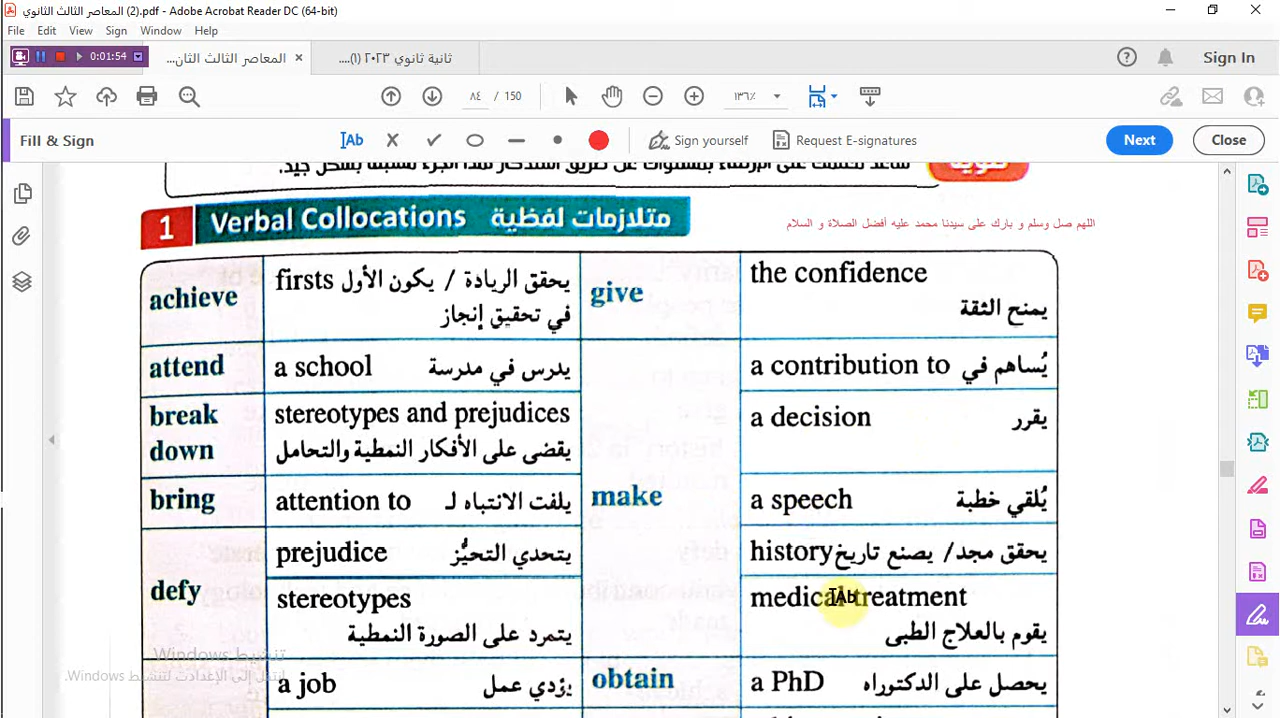 المعاصر الثالث الثانوي (2).pdf - Adobe Acrobat Reader DC (64-bit)
File Edit View Sign Window Help
0:01:54 المعاصر الثالث الثان... × ثانية ثانوي ٢٠٢٣ (١)....
Sign In
٨٤ / 150 ١٣٦٪
Fill & Sign Ab Sign yourself Request E-signatures Next Close
1 Verbal Collocations متلازمات لفظية
اللهم صل وسلم و بارك على سيدنا محمد عليه أفضل الصلاة و السلام
achieve firsts يحقق الريادة / يكون الأول
في تحقيق إنجاز
give the confidence
يمنح الثقة
attend a school يدرس في مدرسة
a contribution to يُساهم في
break down stereotypes and prejudices
يقضى على الأفكار النمطية والتحامل
a decision يقرر
bring attention to يلفت الانتباه لـ
make a speech يُلقي خطبة
defy prejudice يتحدي التحيُّز
history يحقق مجد/ يصنع تاريخ
stereotypes
يتمرد على الصورة النمطية
medical treatment
يقوم بالعلاج الطبى
a job يؤدي عمل
obtain a PhD يحصل على الدكتوراه
تنشيط Windows
انتقل إلى الإعدادات لتنشيط Windows.